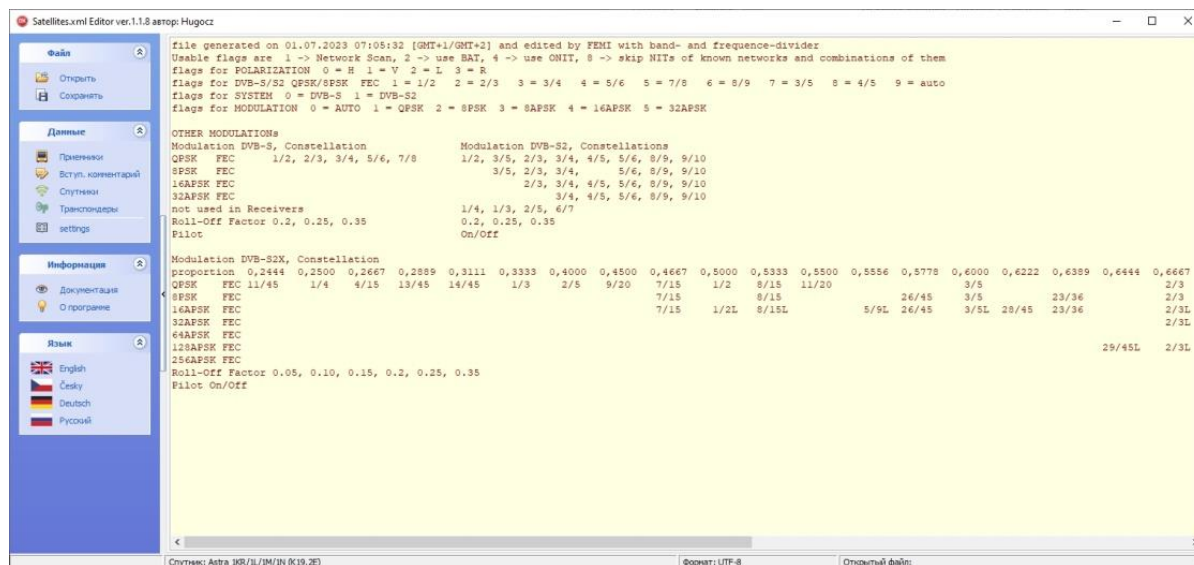 Satellites.xml Editor ver.1.1.8 автор: Hugocz
Файл
Открыть
Сохранять
Данные
Приемники
Вступ. комментарий
Спутники
Транспондеры
settings
Информация
Документация
О програмe
Язык
English
Česky
Deutsch
Русский
file generated on 01.07.2023 07:05:32 [GMT+1/GMT+2] and edited by FEMI with band- and frequence-divider
Usable flags are 1 -> Network Scan, 2 -> use BAT, 4 -> use ONIT, 8 -> skip NITs of known networks and combinations of them
flags for POLARIZATION 0 = H 1 = V 2 = L 3 = R
flags for DVB-S/S2 QPSK/8PSK FEC 1 = 1/2 2 = 2/3 3 = 3/4 4 = 5/6 5 = 7/8 6 = 8/9 7 = 3/5 8 = 4/5 9 = auto
flags for SYSTEM 0 = DVB-S 1 = DVB-S2
flags for MODULATION 0 = AUTO 1 = QPSK 2 = 8PSK 3 = 8APSK 4 = 16APSK 5 = 32APSK
OTHER MODULATIONs
Modulation DVB-S, Constellation Modulation DVB-S2, Constellations
QPSK FEC 1/2, 2/3, 3/4, 5/6, 7/8 1/2, 3/5, 2/3, 3/4, 4/5, 5/6, 8/9, 9/10
8PSK FEC 3/5, 2/3, 3/4, 5/6, 8/9, 9/10
16APSK FEC 2/3, 3/4, 4/5, 5/6, 8/9, 9/10
32APSK FEC 3/4, 4/5, 5/6, 8/9, 9/10
not used in Receivers 1/4, 1/3, 2/5, 6/7
Roll-Off Factor 0.2, 0.25, 0.35 0.2, 0.25, 0.35
Pilot On/Off
Modulation DVB-S2X, Constellation
proportion 0,2444 0,2500 0,2667 0,2889 0,3111 0,3333 0,4000 0,4500 0,4667 0,5000 0,5333 0,5500 0,5556 0,5778 0,6000 0,6222 0,6389 0,6444 0,6667
QPSK FEC 11/45 1/4 4/15 13/45 14/45 1/3 2/5 9/20 7/15 1/2 8/15 11/20 3/5 2/3
8PSK FEC 7/15 8/15 26/45 3/5 23/36 2/3
16APSK FEC 7/15 1/2L 8/15L 5/9L 26/45 3/5L 28/45 23/36 2/3L
32APSK FEC 2/3L
64APSK FEC
128APSK FEC 29/45L 2/3L
256APSK FEC
Roll-Off Factor 0.05, 0.10, 0.15, 0.2, 0.25, 0.35
Pilot On/Off
Спутник: Astra 1KR/1L/1M/1N (K19.2E) Формат: UTF-8 Открытый файл: